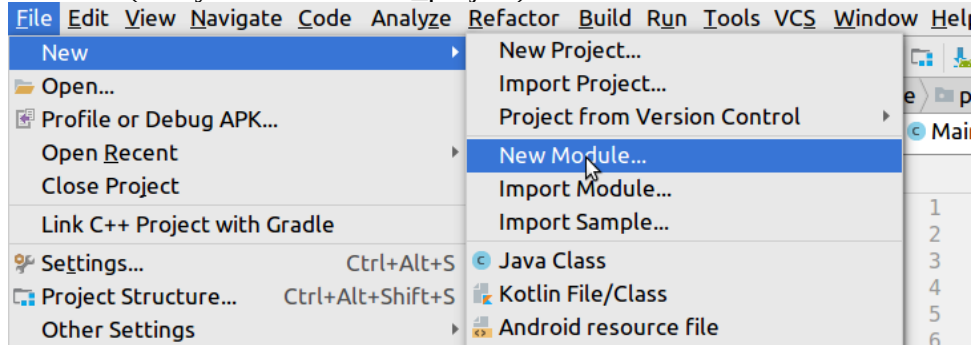 File Edit View Navigate Code Analyze Refactor Build Run Tools VCS Window Help
New
Open...
Profile or Debug APK...
Open Recent
Close Project
Link C++ Project with Gradle
Settings... Ctrl+Alt+S
Project Structure... Ctrl+Alt+Shift+S
Other Settings
New Project...
Import Project...
Project from Version Control
New Module...
Import Module...
Import Sample...
Java Class
Kotlin File/Class
Android resource file
e p
Mai
1
2
3
4
5
6